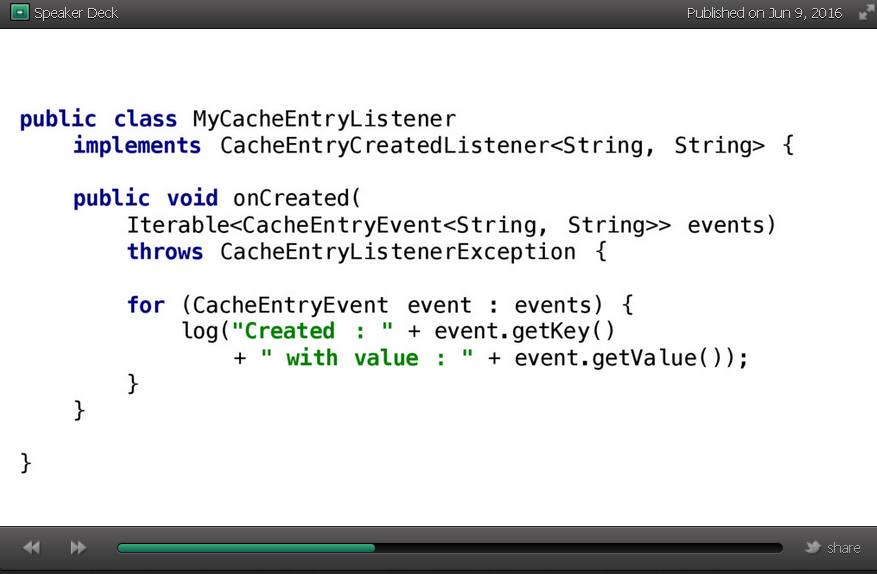 Speaker Deck
Published on Jun 9, 2016
public class MyCacheEntryListener
implements CacheEntryCreatedListener<String, String> {
public void onCreated(
Iterable<CacheEntryEvent<String, String>> events)
throws CacheEntryListenerException {
for (CacheEntryEvent event : events) {
log("Created : " + event.getKey()
+ " with value : " + event.getValue());
}
}
}
share